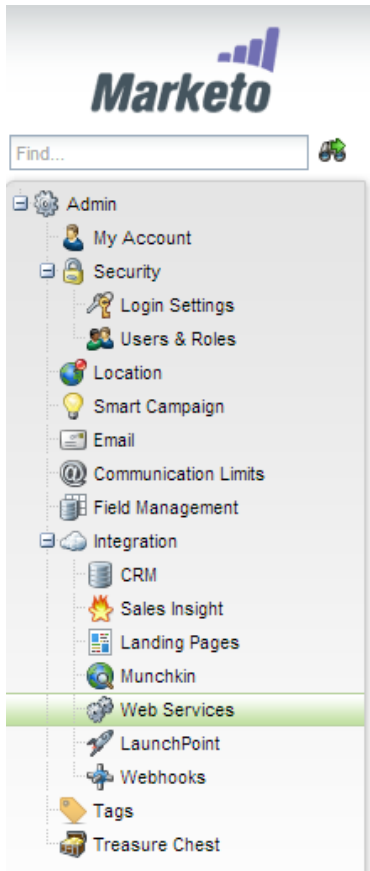 Marketo
Find...
Admin
My Account
Security
Login Settings
Users & Roles
Location
Smart Campaign
Email
Communication Limits
Field Management
Integration
CRM
Sales Insight
Landing Pages
Munchkin
Web Services
LaunchPoint
Webhooks
Tags
Treasure Chest